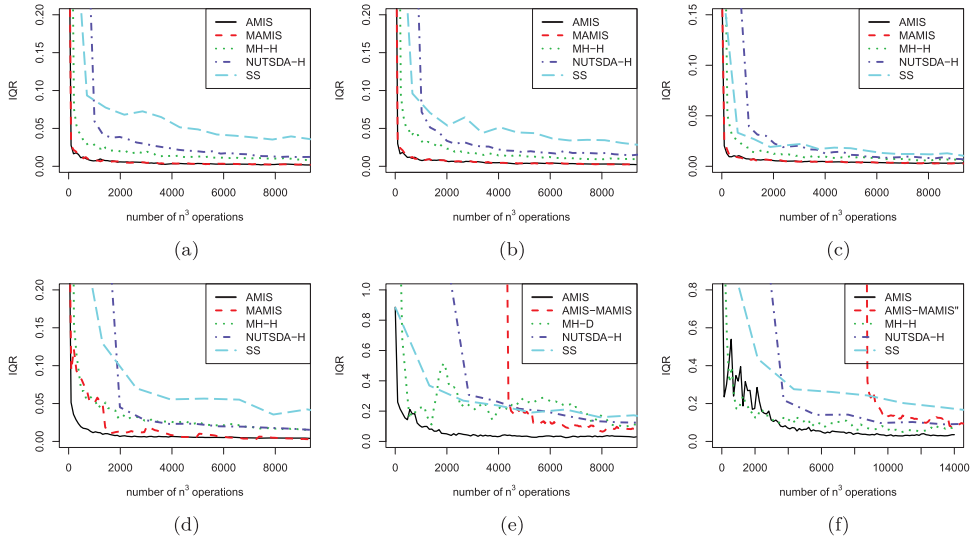 IQR
0.20
0.15
0.10
0.05
0.00
AMIS
MAMIS
MH−H
NUTSDA−H
SS
0 2000 4000 6000 8000
number of n³ operations
(a)
IQR
0.20
0.15
0.10
0.05
0.00
AMIS
MAMIS
MH−H
NUTSDA−H
SS
0 2000 4000 6000 8000
number of n³ operations
(b)
IQR
0.15
0.10
0.05
0.00
AMIS
MAMIS
MH−H
NUTSDA−H
SS
0 2000 4000 6000 8000
number of n³ operations
(c)
IQR
0.20
0.15
0.10
0.05
0.00
AMIS
MAMIS
MH−H
NUTSDA−H
SS
0 2000 4000 6000 8000
number of n³ operations
(d)
IQR
1.0
0.8
0.6
0.4
0.2
0.0
AMIS
AMIS−MAMIS
MH−D
NUTSDA−H
SS
0 2000 4000 6000 8000
number of n³ operations
(e)
IQR
0.8
0.6
0.4
0.2
0.0
AMIS
AMIS−MAMIS"
MH−H
NUTSDA−H
SS
0 2000 6000 10000 14000
number of n³ operations
(f)